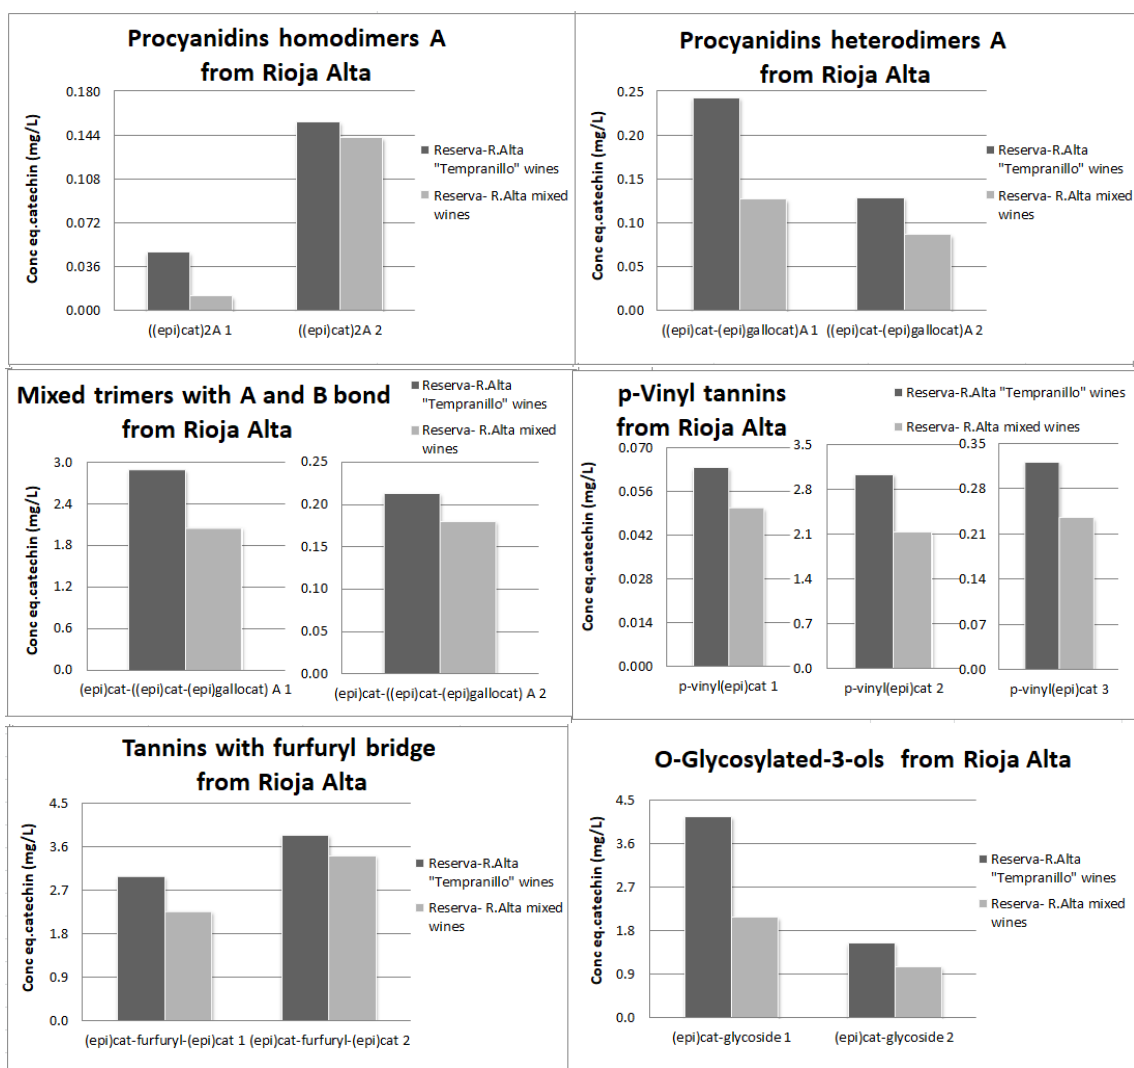 Procyanidins homodimers A
from Rioja Alta
Conc eq.catechin (mg/L)
0.180
0.144
0.108
0.072
0.036
0.000
((epi)cat)2A 1
((epi)cat)2A 2
Reserva-R.Alta
"Tempranillo" wines
Reserva- R.Alta mixed
wines
Procyanidins heterodimers A
from Rioja Alta
Conc eq.catechin (mg/L)
0.25
0.20
0.15
0.10
0.05
0.00
((epi)cat-(epi)gallocat)A 1
((epi)cat-(epi)gallocat)A 2
Reserva-R.Alta
"Tempranillo" wines
Reserva- R.Alta mixed
wines
Mixed trimers with A and B bond
from Rioja Alta
Reserva-R.Alta
"Tempranillo" wines
Reserva- R.Alta mixed
wines
Conc eq.catechin (mg/L)
3.0
2.4
1.8
1.2
0.6
0.0
(epi)cat-((epi)cat-(epi)gallocat) A 1
0.25
0.20
0.15
0.10
0.05
0.00
(epi)cat-((epi)cat-(epi)gallocat) A 2
p-Vinyl tannins
from Rioja Alta
Reserva-R.Alta "Tempranillo" wines
Reserva- R.Alta mixed wines
Conc eq.catechin (mg/L)
0.070
0.056
0.042
0.028
0.014
0.000
p-vinyl(epi)cat 1
3.5
2.8
2.1
1.4
0.7
0.0
p-vinyl(epi)cat 2
0.35
0.28
0.21
0.14
0.07
0.00
p-vinyl(epi)cat 3
Tannins with furfuryl bridge
from Rioja Alta
Conc eq.catechin (mg/L)
4.5
3.6
2.7
1.8
0.9
0.0
(epi)cat-furfuryl-(epi)cat 1
(epi)cat-furfuryl-(epi)cat 2
Reserva-R.Alta
"Tempranillo" wines
Reserva- R.Alta mixed
wines
O-Glycosylated-3-ols from Rioja Alta
Conc eq.catechin (mg/L)
4.5
3.6
2.7
1.8
0.9
0.0
(epi)cat-glycoside 1
(epi)cat-glycoside 2
Reserva-R.Alta
"Tempranillo" wines
Reserva- R.Alta mixed
wines